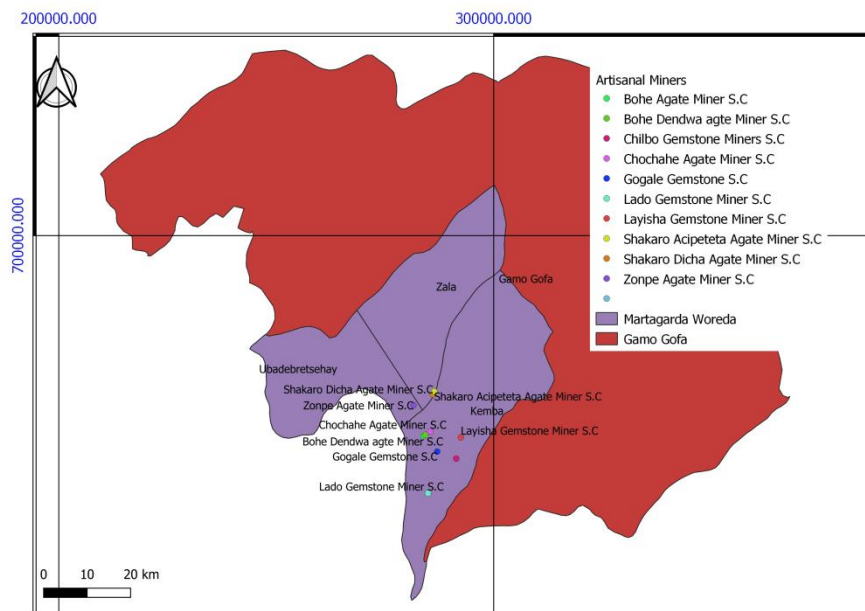 200000.000
300000.000
700000.000
Artisanal Miners
Bohe Agate Miner S.C
Bohe Dendwa agte Miner S.C
Chilbo Gemstone Miners S.C
Chochahe Agate Miner S.C
Gogale Gemstone S.C
Lado Gemstone Miner S.C
Layisha Gemstone Miner S.C
Shakaro Acipeteta Agate Miner S.C
Shakaro Dicha Agate Miner S.C
Zonpe Agate Miner S.C
Martagarda Woreda
Gamo Gofa
Gamo Gofa
Zala
Ubadebretsehay
Shakaro Dicha Agate Miner S.C
Shakaro Acipeteta Agate Miner S.C
Zonpe Agate Miner S.C
Kemba
Chochahe Agate Miner S.C
Layisha Gemstone Miner S.C
Bohe Dendwa agte Miner S.C
Gogale Gemstone S.C
Lado Gemstone Miner S.C
0 10 20 km